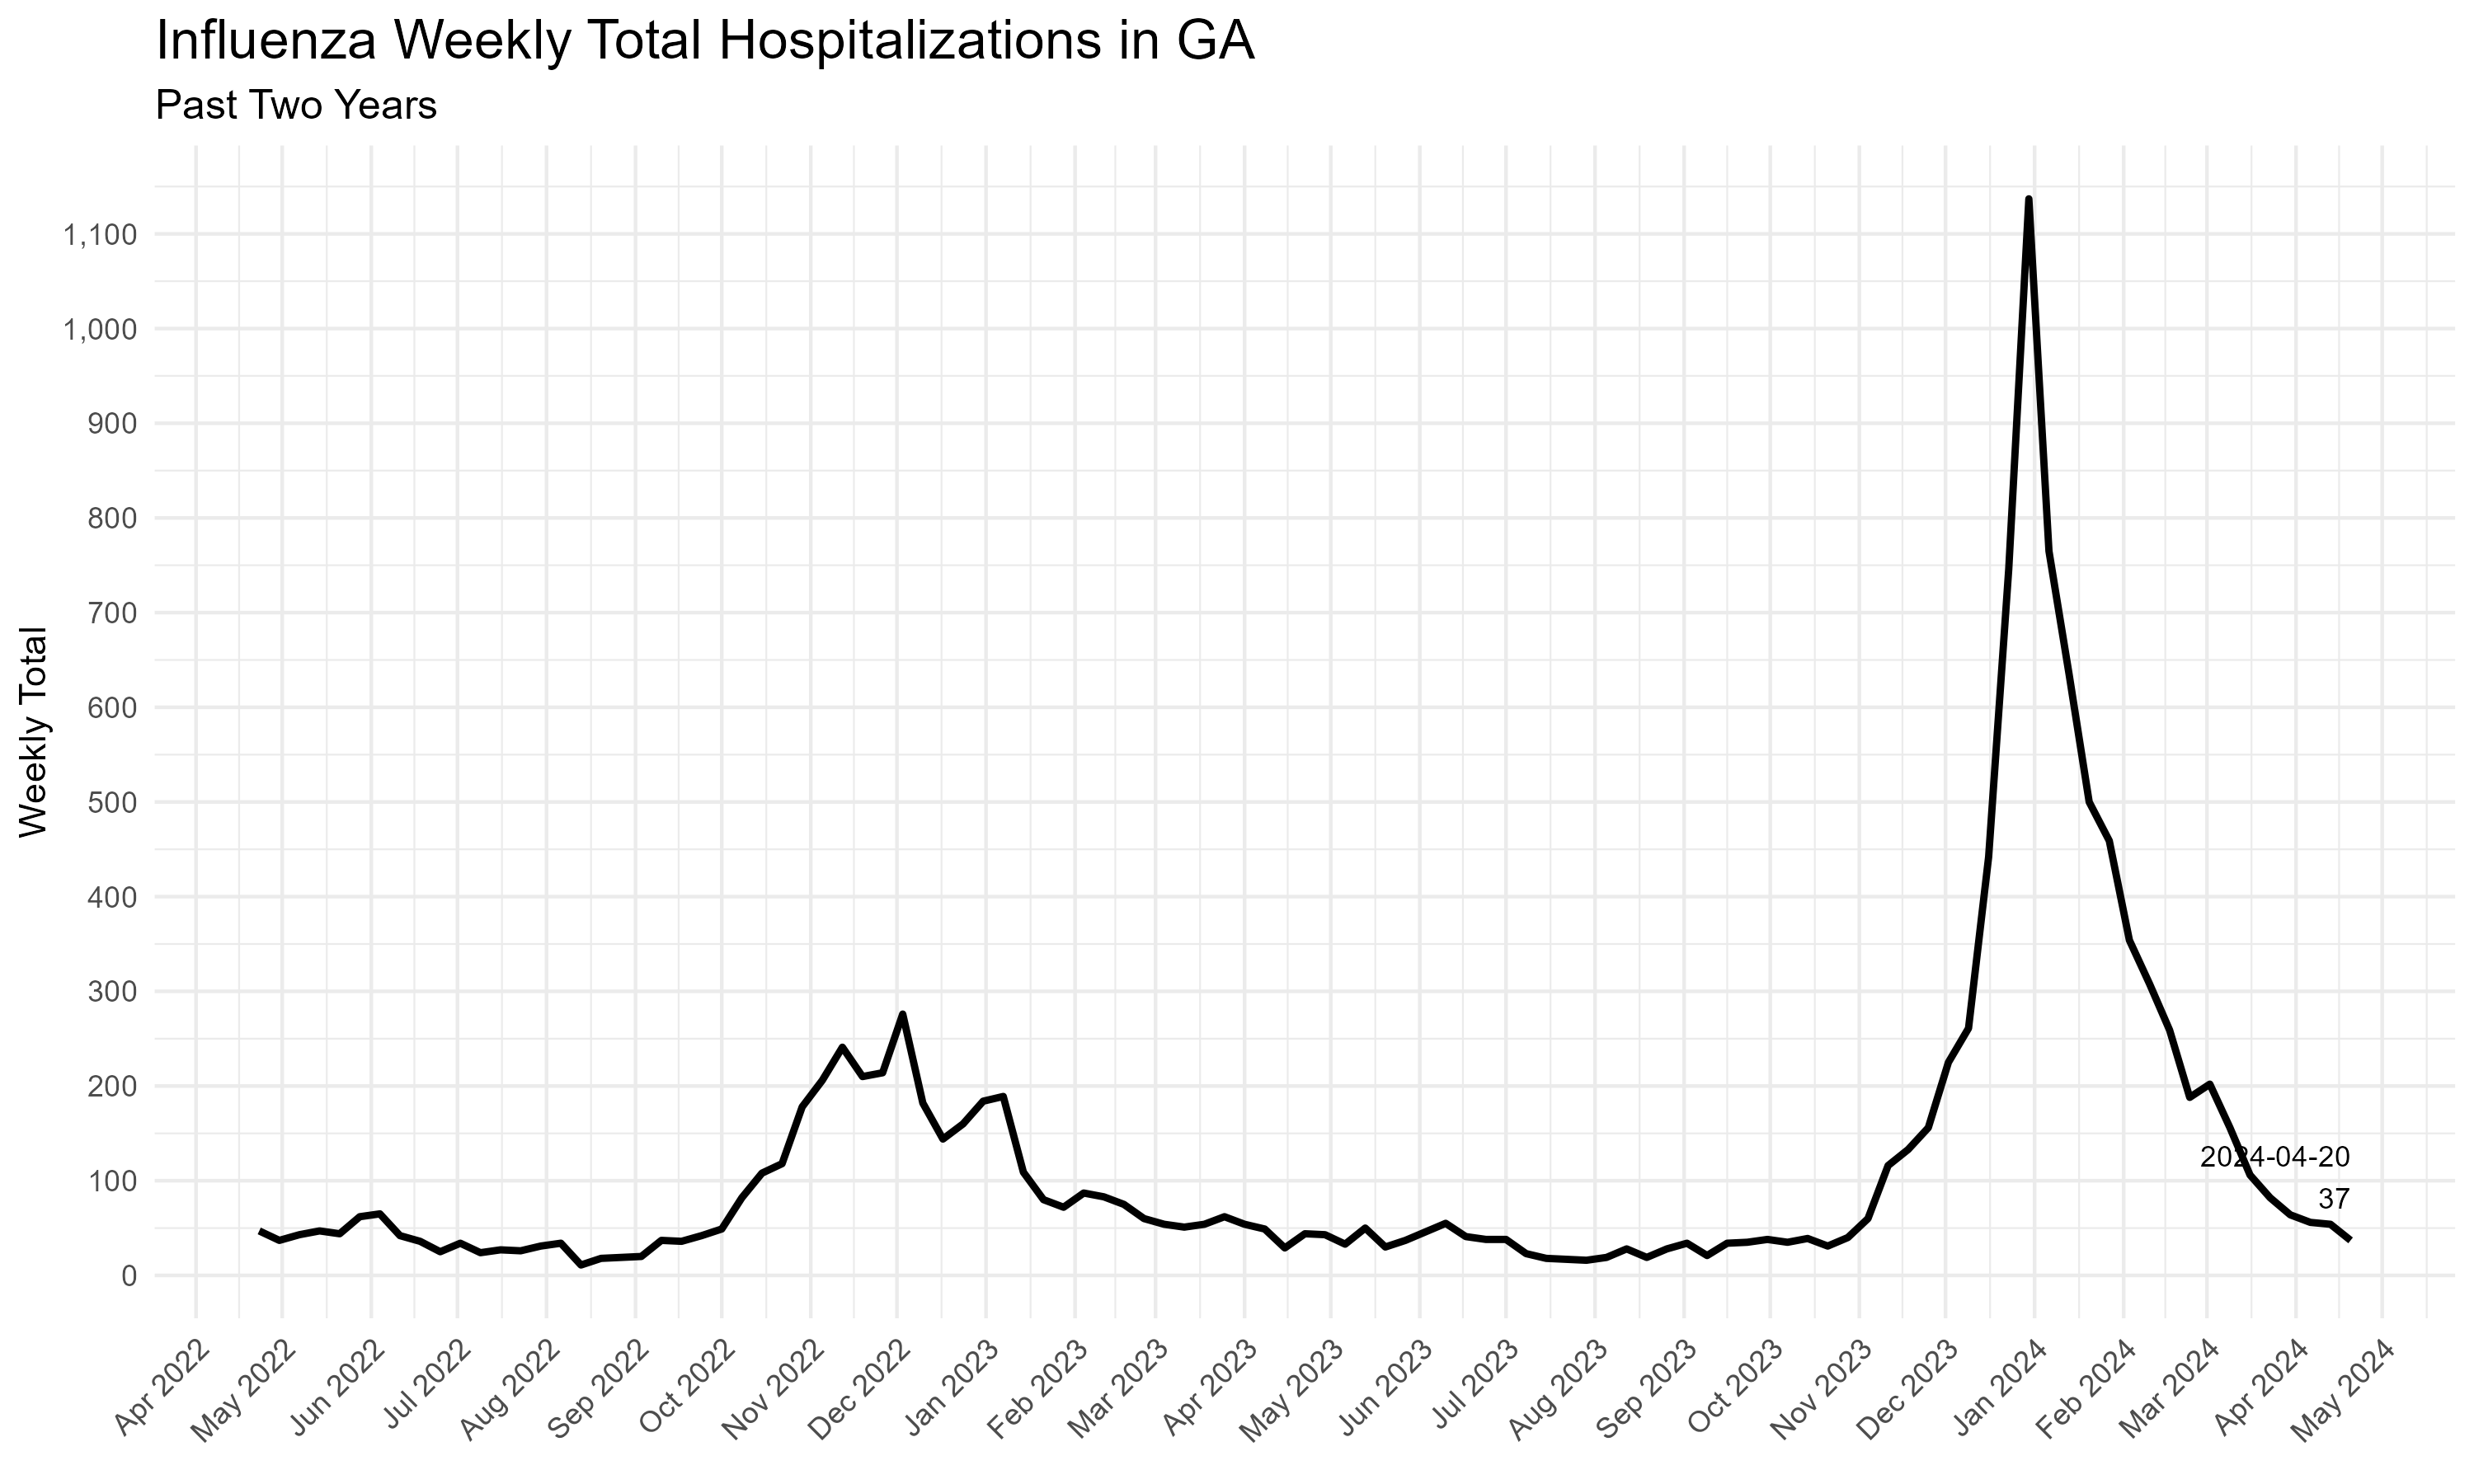 Influenza Weekly Total Hospitalizations in GA
Past Two Years
Weekly Total
1,100
1,000
900
800
700
600
500
400
300
200
100
0
2024-04-20
37
Apr 2022
May 2022
Jun 2022
Jul 2022
Aug 2022
Sep 2022
Oct 2022
Nov 2022
Dec 2022
Jan 2023
Feb 2023
Mar 2023
Apr 2023
May 2023
Jun 2023
Jul 2023
Aug 2023
Sep 2023
Oct 2023
Nov 2023
Dec 2023
Jan 2024
Feb 2024
Mar 2024
Apr 2024
May 2024